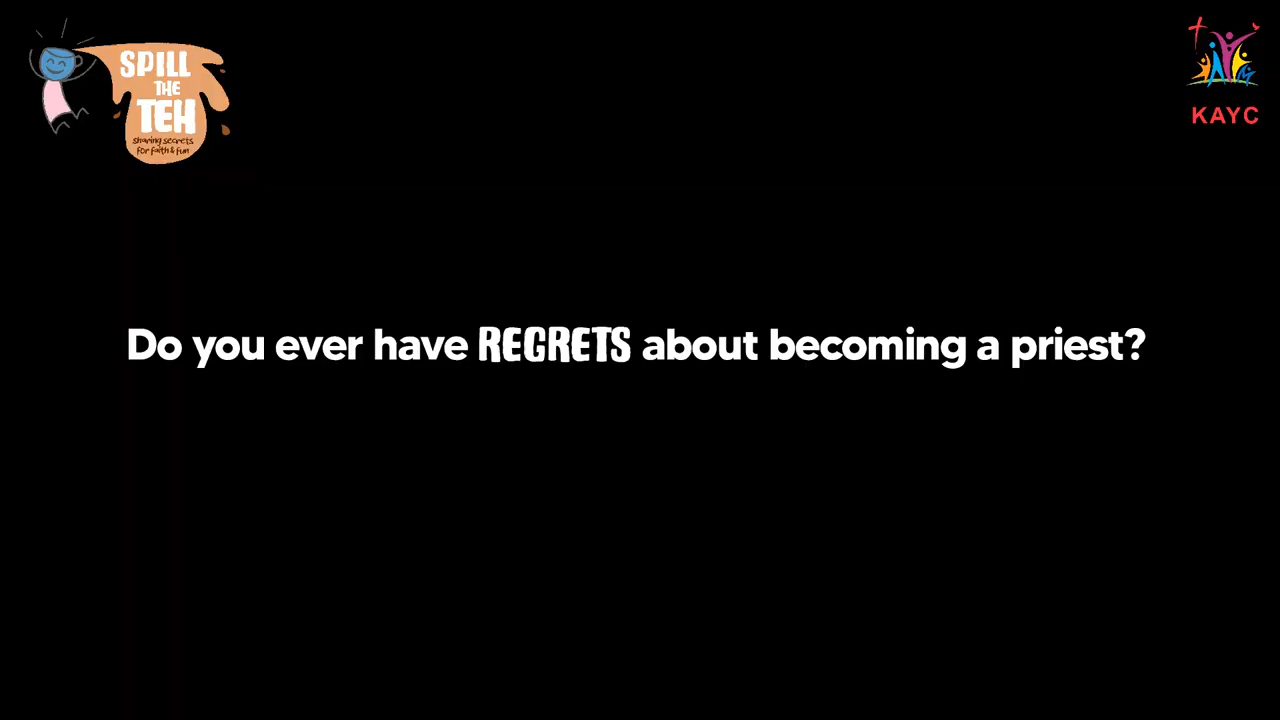 SPILL
THE
TEH
sharing secrets
for faith & fun
KAYC
Do you ever have REGRETS about becoming a priest?